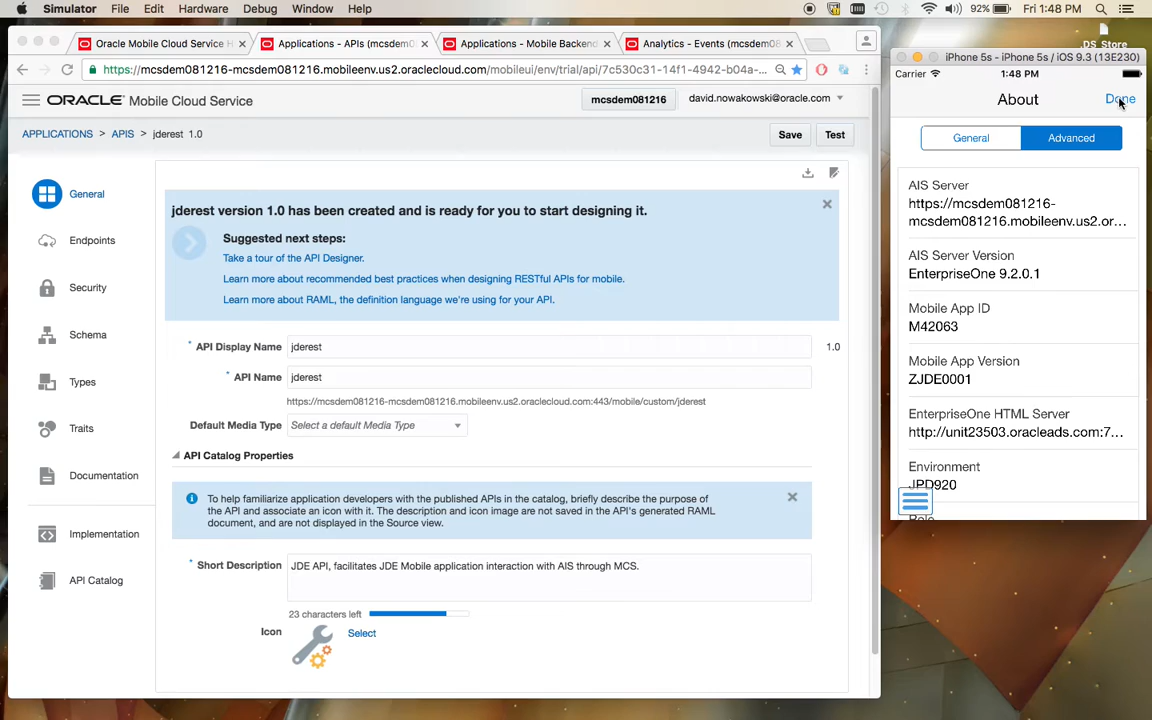 Simulator File Edit Hardware Debug Window Help 92% Fri 1:48 PM
.DS_Store
Oracle Mobile Cloud Service H
Applications - APIs (mcsdem0
Applications - Mobile Backend
Analytics - Events (mcsdem08
https://mcsdem081216-mcsdem081216.mobileenv.us2.oraclecloud.com/mobileui/env/trial/api/7c530c31-14f1-4942-b04a-...
ORACLE Mobile Cloud Service
mcsdem081216
david.nowakowski@oracle.com
APPLICATIONS > APIS > jderest 1.0
Save
Test
General
Endpoints
Security
Schema
Types
Traits
Documentation
Implementation
API Catalog
jderest version 1.0 has been created and is ready for you to start designing it.
Suggested next steps:
Take a tour of the API Designer.
Learn more about recommended best practices when designing RESTful APIs for mobile.
Learn more about RAML, the definition language we're using for your API.
* API Display Name jderest 1.0
* API Name jderest
https://mcsdem081216-mcsdem081216.mobileenv.us2.oraclecloud.com:443/mobile/custom/jderest
Default Media Type Select a default Media Type
API Catalog Properties
To help familiarize application developers with the published APIs in the catalog, briefly describe the purpose of
the API and associate an icon with it. The description and icon image are not saved in the API's generated RAML
document, and are not displayed in the Source view.
* Short Description JDE API, facilitates JDE Mobile application interaction with AIS through MCS.
23 characters left
Icon Select
iPhone 5s - iPhone 5s / iOS 9.3 (13E230)
Carrier 1:48 PM
About
Done
General
Advanced
AIS Server
https://mcsdem081216-
mcsdem081216.mobileenv.us2.or...
AIS Server Version
EnterpriseOne 9.2.0.1
Mobile App ID
M42063
Mobile App Version
ZJDE0001
EnterpriseOne HTML Server
http://unit23503.oracleads.com:7...
Environment
JPD920
Role